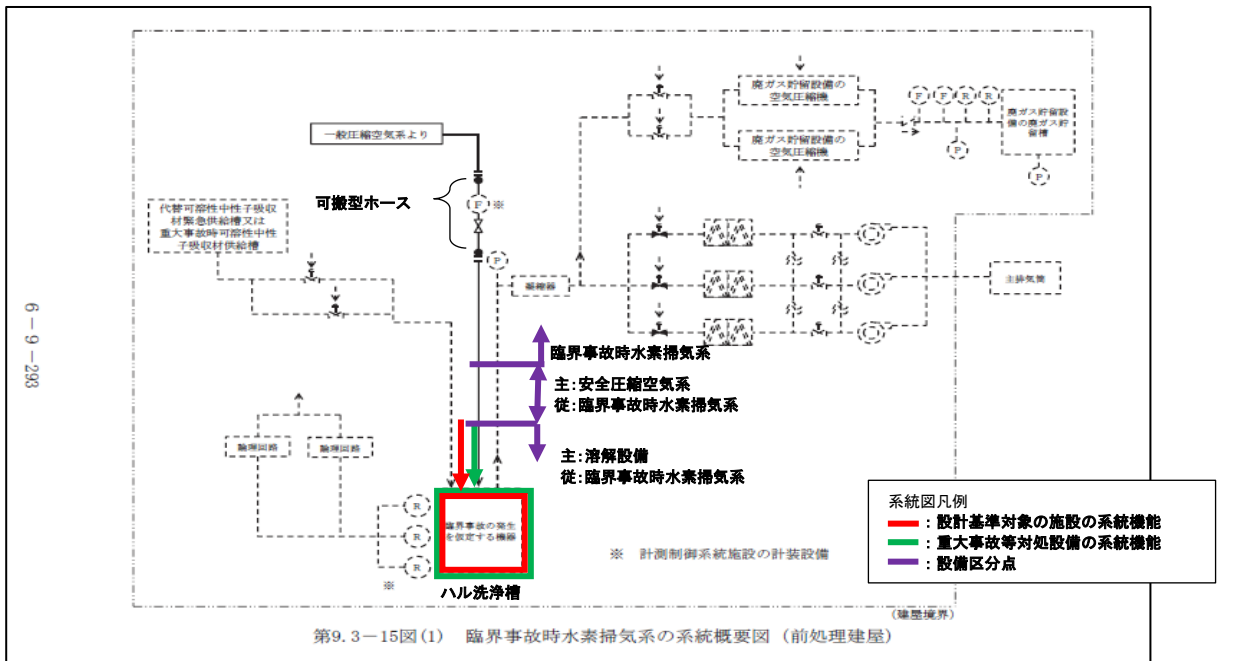 廃ガス貯留設備の
空気圧縮機
廃ガス貯留設備の
空気圧縮機
F
F
R
R
P
廃ガス貯留設
備の廃ガス貯
留槽
P
一般圧縮空気系より
可搬型ホース
F
※
P
代替可溶性中性子吸収
材緊急供給槽又は
重大事故時可溶性中性
子吸収材供給槽
凝縮器
主排気筒
臨界事故時水素掃気系
主:安全圧縮空気系
従:臨界事故時水素掃気系
主:溶解設備
従:臨界事故時水素掃気系
論理回路
論理回路
R
R
R
※
臨界事故の発生
を仮定する機器
ハル洗浄槽
※ 計測制御系統施設の計装設備
系統図凡例
:設計基準対象の施設の系統機能
:重大事故等対処設備の系統機能
:設備区分点
(建屋境界)
第9.3-15図(1) 臨界事故時水素掃気系の系統概要図(前処理建屋)
6-9-293